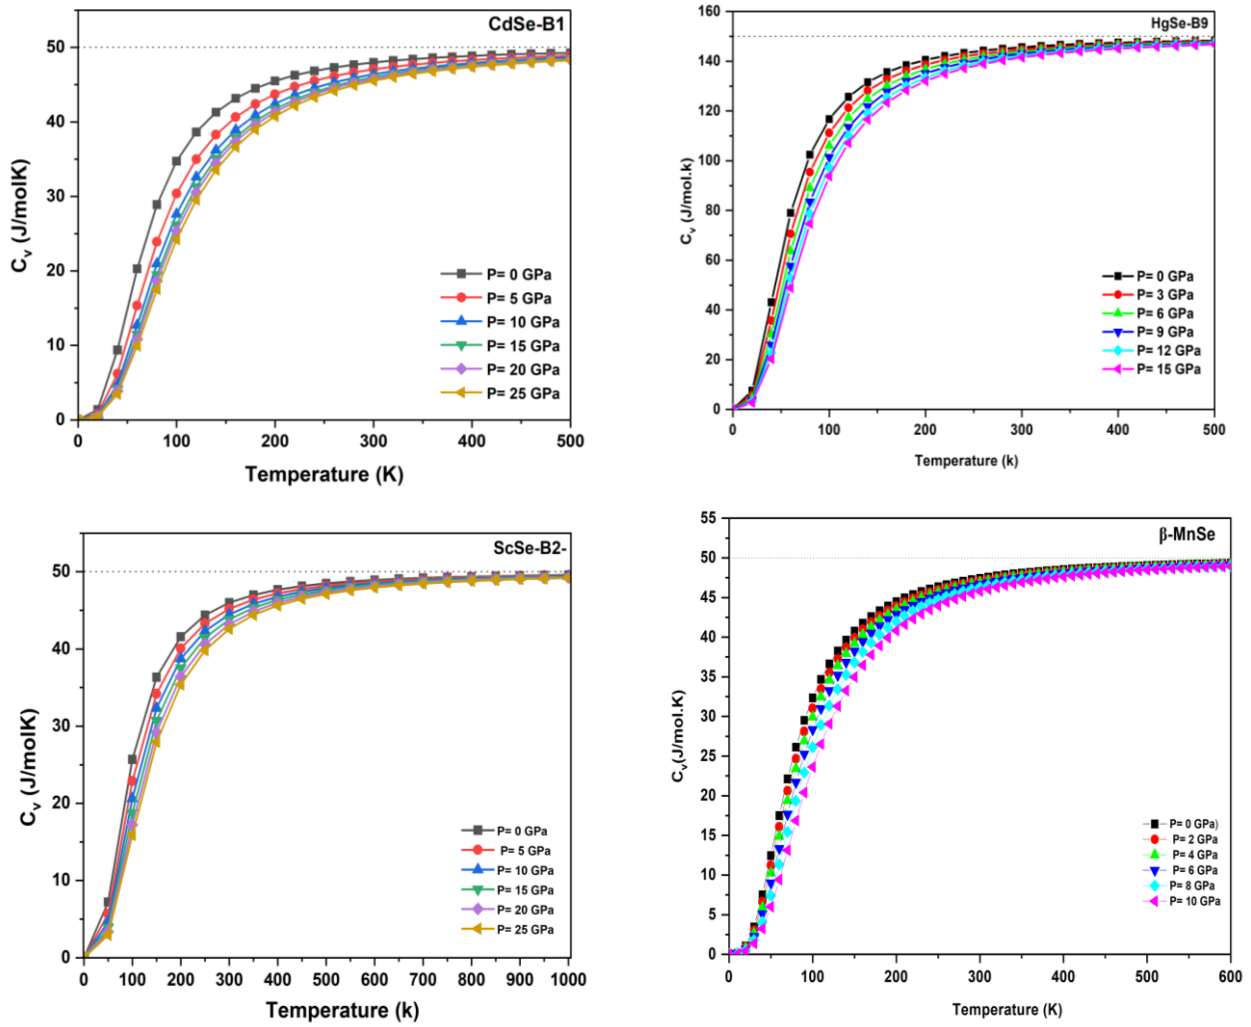 CdSe-B1
50
40
30
20
10
0
C_v (J/molK)
P= 0 GPa
P= 5 GPa
P= 10 GPa
P= 15 GPa
P= 20 GPa
P= 25 GPa
0 100 200 300 400 500
Temperature (K)
HgSe-B9
160
140
120
100
80
60
40
20
0
C_v (J/mol.k)
P= 0 GPa
P= 3 GPa
P= 6 GPa
P= 9 GPa
P= 12 GPa
P= 15 GPa
0 100 200 300 400 500
Temperature (k)
ScSe-B2-
50
40
30
20
10
0
C_v (J/molK)
P= 0 GPa
P= 5 GPa
P= 10 GPa
P= 15 GPa
P= 20 GPa
P= 25 GPa
0 100 200 300 400 500 600 700 800 900 1000
Temperature (k)
β-MnSe
55
50
45
40
35
30
25
20
15
10
5
0
C_v(J/mol.K)
P= 0 GPa)
P= 2 GPa
P= 4 GPa
P= 6 GPa
P= 8 GPa
P= 10 GPa
0 100 200 300 400 500 600
Temperature (K)